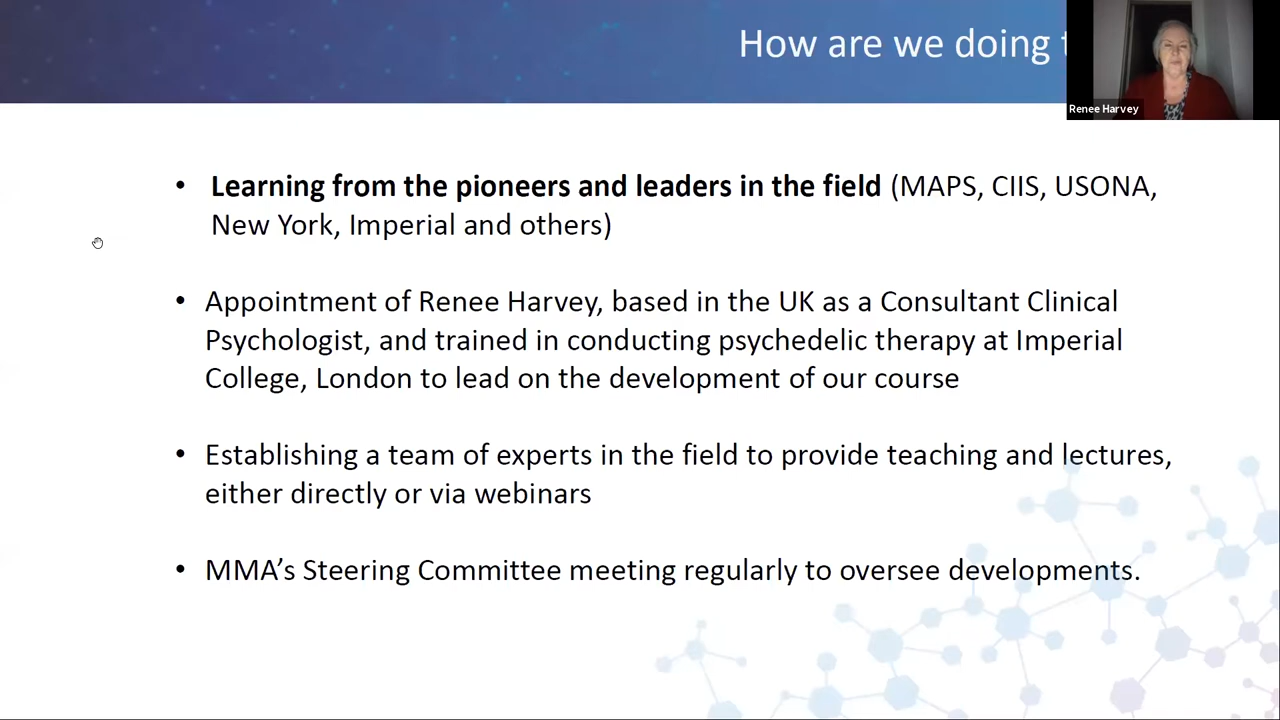 How are we doing
Renee Harvey
• Learning from the pioneers and leaders in the field (MAPS, CIIS, USONA,
New York, Imperial and others)
• Appointment of Renee Harvey, based in the UK as a Consultant Clinical
Psychologist, and trained in conducting psychedelic therapy at Imperial
College, London to lead on the development of our course
• Establishing a team of experts in the field to provide teaching and lectures,
either directly or via webinars
• MMA’s Steering Committee meeting regularly to oversee developments.